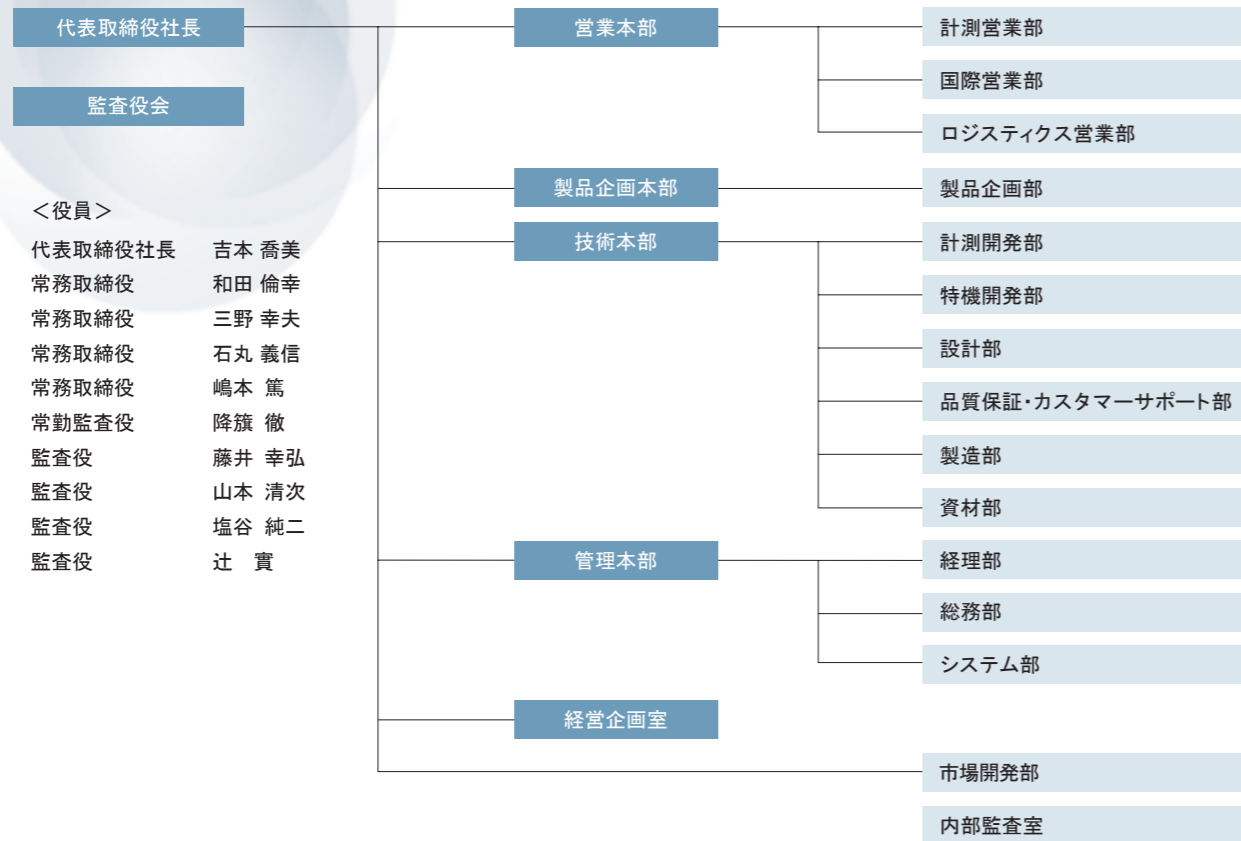 代表取締役社長
監査役会
＜役員＞
代表取締役社長 吉本 喬美
常務取締役 和田 倫幸
常務取締役 三野 幸夫
常務取締役 石丸 義信
常務取締役 嶋本 篤
常勤監査役 降籏 徹
監査役 藤井 幸弘
監査役 山本 清次
監査役 塩谷 純二
監査役 辻 實
営業本部
計測営業部
国際営業部
ロジスティクス営業部
製品企画本部
製品企画部
技術本部
計測開発部
特機開発部
設計部
品質保証・カスタマーサポート部
製造部
資材部
管理本部
経理部
総務部
システム部
経営企画室
市場開発部
内部監査室